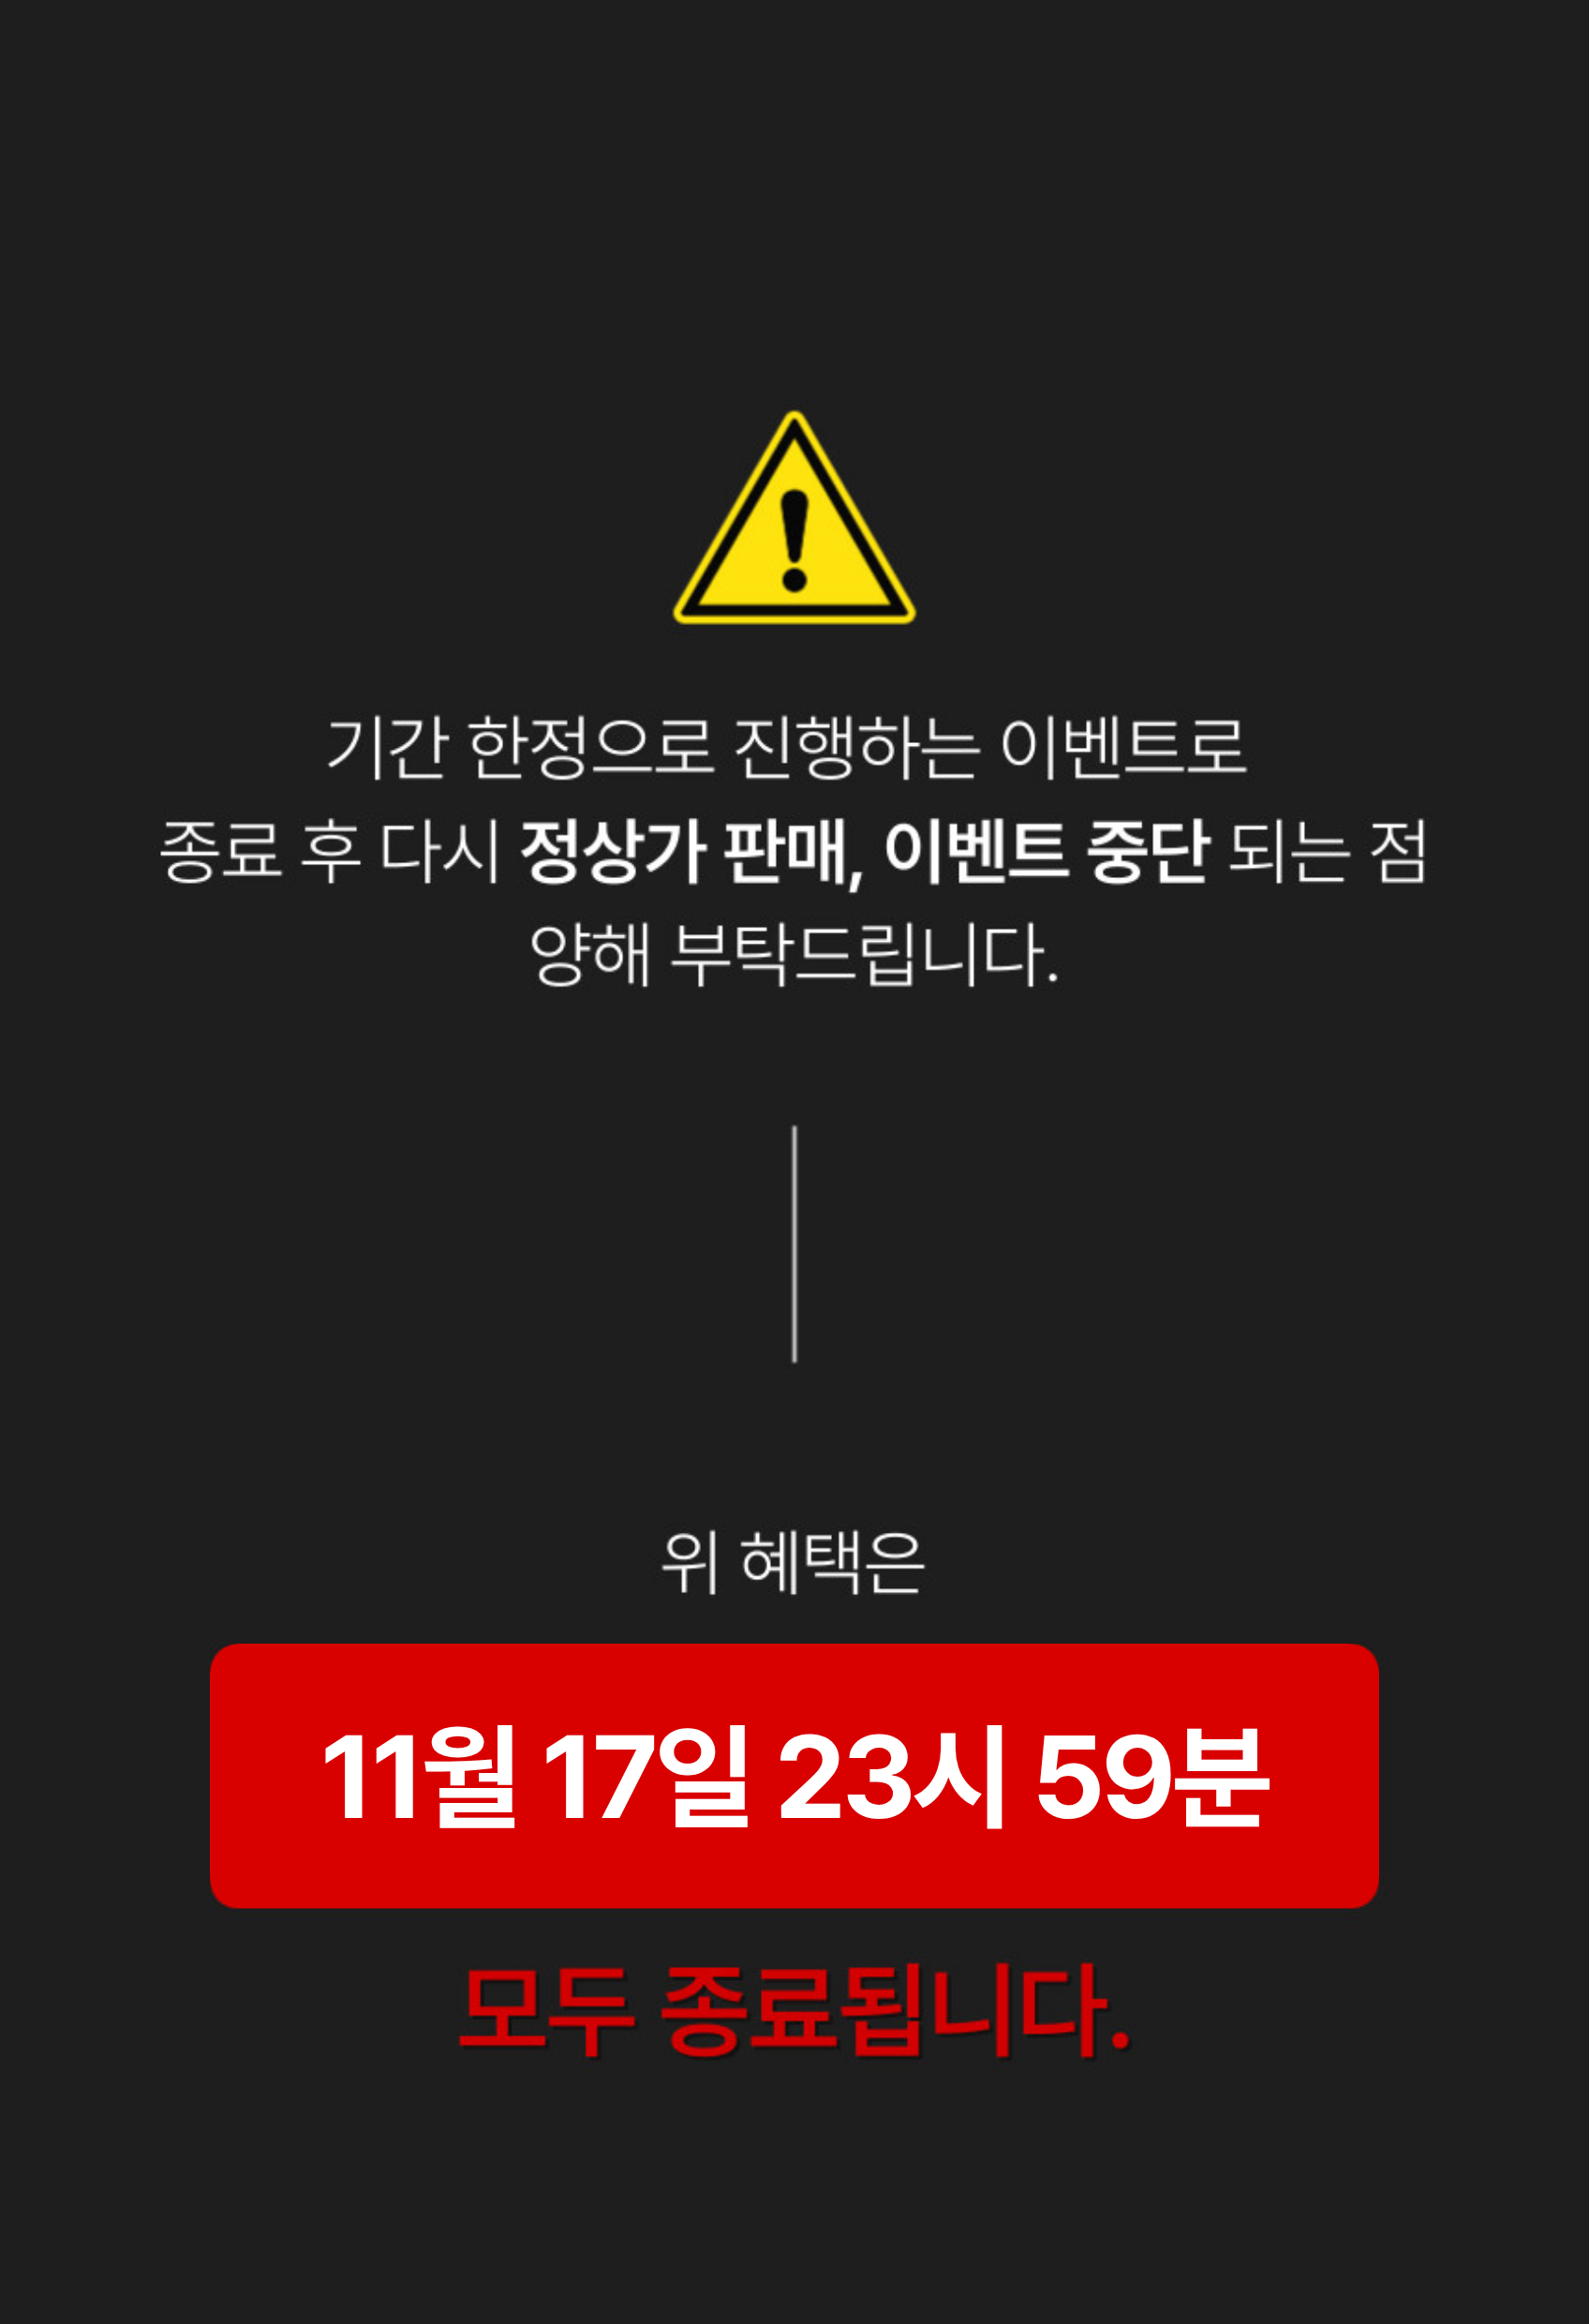 기간 한정으로 진행하는 이벤트로
종료 후 다시 정상가 판매, 이벤트 중단 되는 점
양해 부탁드립니다.
위 혜택은
11월 17일 23시 59분
모두 종료됩니다.